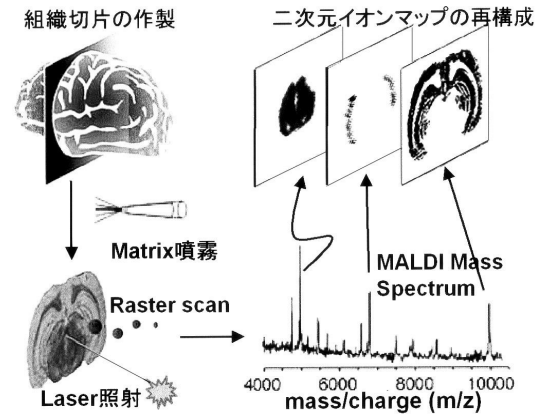 組織切片の作製
二次元イオンマップの再構成
Matrix噴霧
MALDI Mass
Spectrum
Raster scan
Laser照射
4000 6000 8000 10000
mass/charge (m/z)